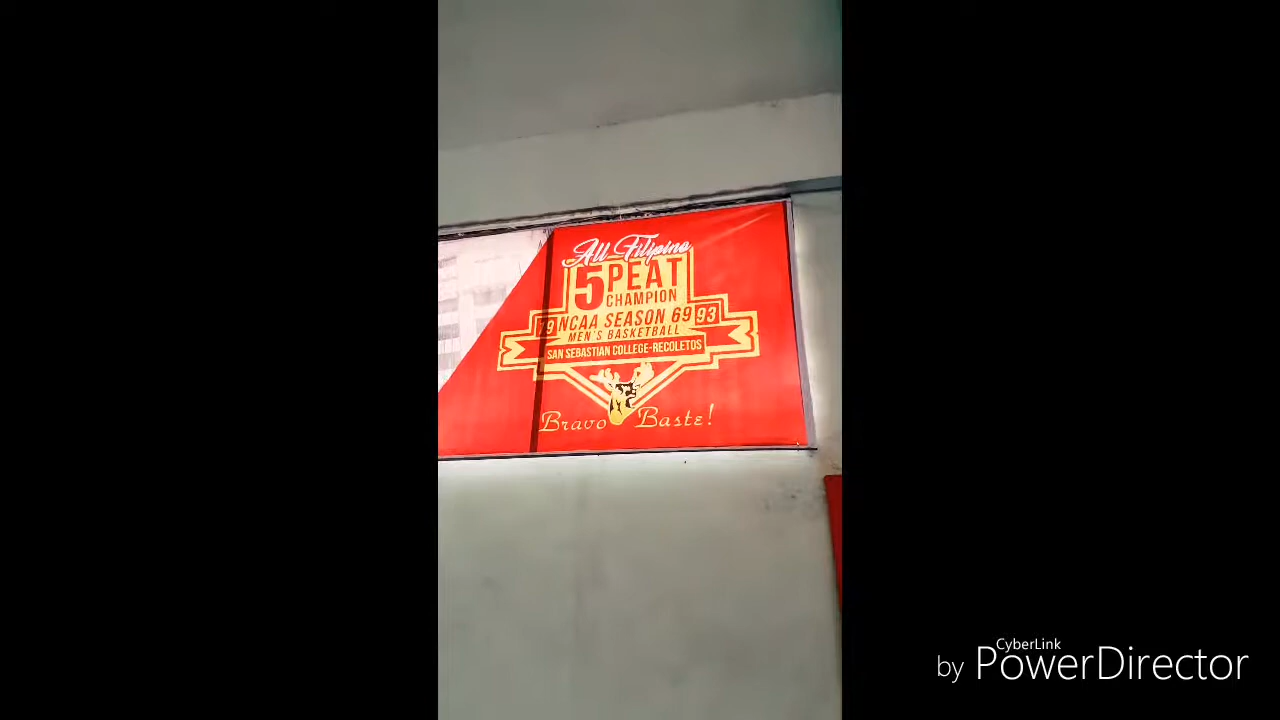 All-Filipino
5 PEAT
CHAMPION
19 NCAA SEASON 69 93
MEN'S BASKETBALL
SAN SEBASTIAN COLLEGE-RECOLETOS
Bravo Baste!
CyberLink
by PowerDirector